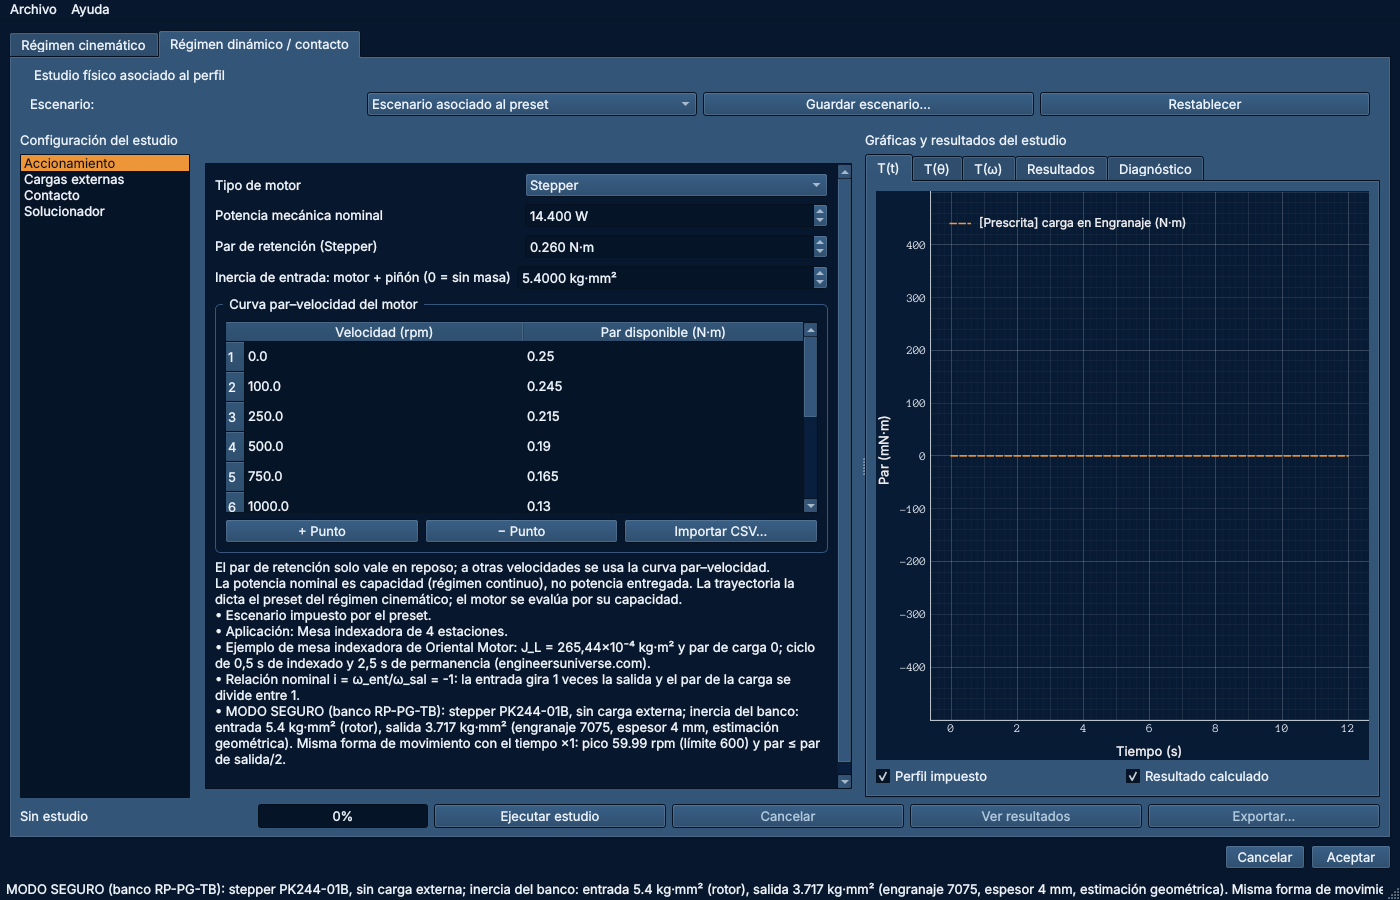 Archivo Ayuda
Régimen cinemático Régimen dinámico / contacto
Estudio físico asociado al perfil
Escenario: Escenario asociado al preset Guardar escenario... Restablecer
Configuración del estudio
Accionamiento
Cargas externas
Contacto
Solucionador
Tipo de motor Stepper
Potencia mecánica nominal 14.400 W
Par de retención (Stepper) 0.260 N·m
Inercia de entrada: motor + piñón (0 = sin masa) 5.4000 kg·mm²
Curva par–velocidad del motor
Velocidad (rpm) Par disponible (N·m)
1 0.0 0.25
2 100.0 0.245
3 250.0 0.215
4 500.0 0.19
5 750.0 0.165
6 1000.0 0.13
+ Punto − Punto Importar CSV...
El par de retención solo vale en reposo; a otras velocidades se usa la curva par–velocidad.
La potencia nominal es capacidad (régimen continuo), no potencia entregada. La trayectoria la
dicta el preset del régimen cinemático; el motor se evalúa por su capacidad.
• Escenario impuesto por el preset.
• Aplicación: Mesa indexadora de 4 estaciones.
• Ejemplo de mesa indexadora de Oriental Motor: J_L = 265,44×10⁻⁴ kg·m² y par de carga 0; ciclo
de 0,5 s de indexado y 2,5 s de permanencia (engineersuniverse.com).
• Relación nominal i = ω_ent/ω_sal = -1: la entrada gira 1 veces la salida y el par de la carga se
divide entre 1.
• MODO SEGURO (banco RP-PG-TB): stepper PK244-01B, sin carga externa; inercia del banco:
entrada 5.4 kg·mm² (rotor), salida 3.717 kg·mm² (engranaje 7075, espesor 4 mm, estimación
geométrica). Misma forma de movimiento con el tiempo ×1: pico 59.99 rpm (límite 600) y par ≤ par
de salida/2.
Gráficas y resultados del estudio
T(t) T(θ) T(ω) Resultados Diagnóstico
[Prescrita] carga en Engranaje (N·m)
400
300
200
100
0
−100
−200
−300
−400
Par (mN·m)
0 2 4 6 8 10 12
Tiempo (s)
Perfil impuesto Resultado calculado
Sin estudio 0% Ejecutar estudio Cancelar Ver resultados Exportar...
Cancelar Aceptar
MODO SEGURO (banco RP-PG-TB): stepper PK244-01B, sin carga externa; inercia del banco: entrada 5.4 kg·mm² (rotor), salida 3.717 kg·mm² (engranaje 7075, espesor 4 mm, estimación geométrica). Misma forma de movimie